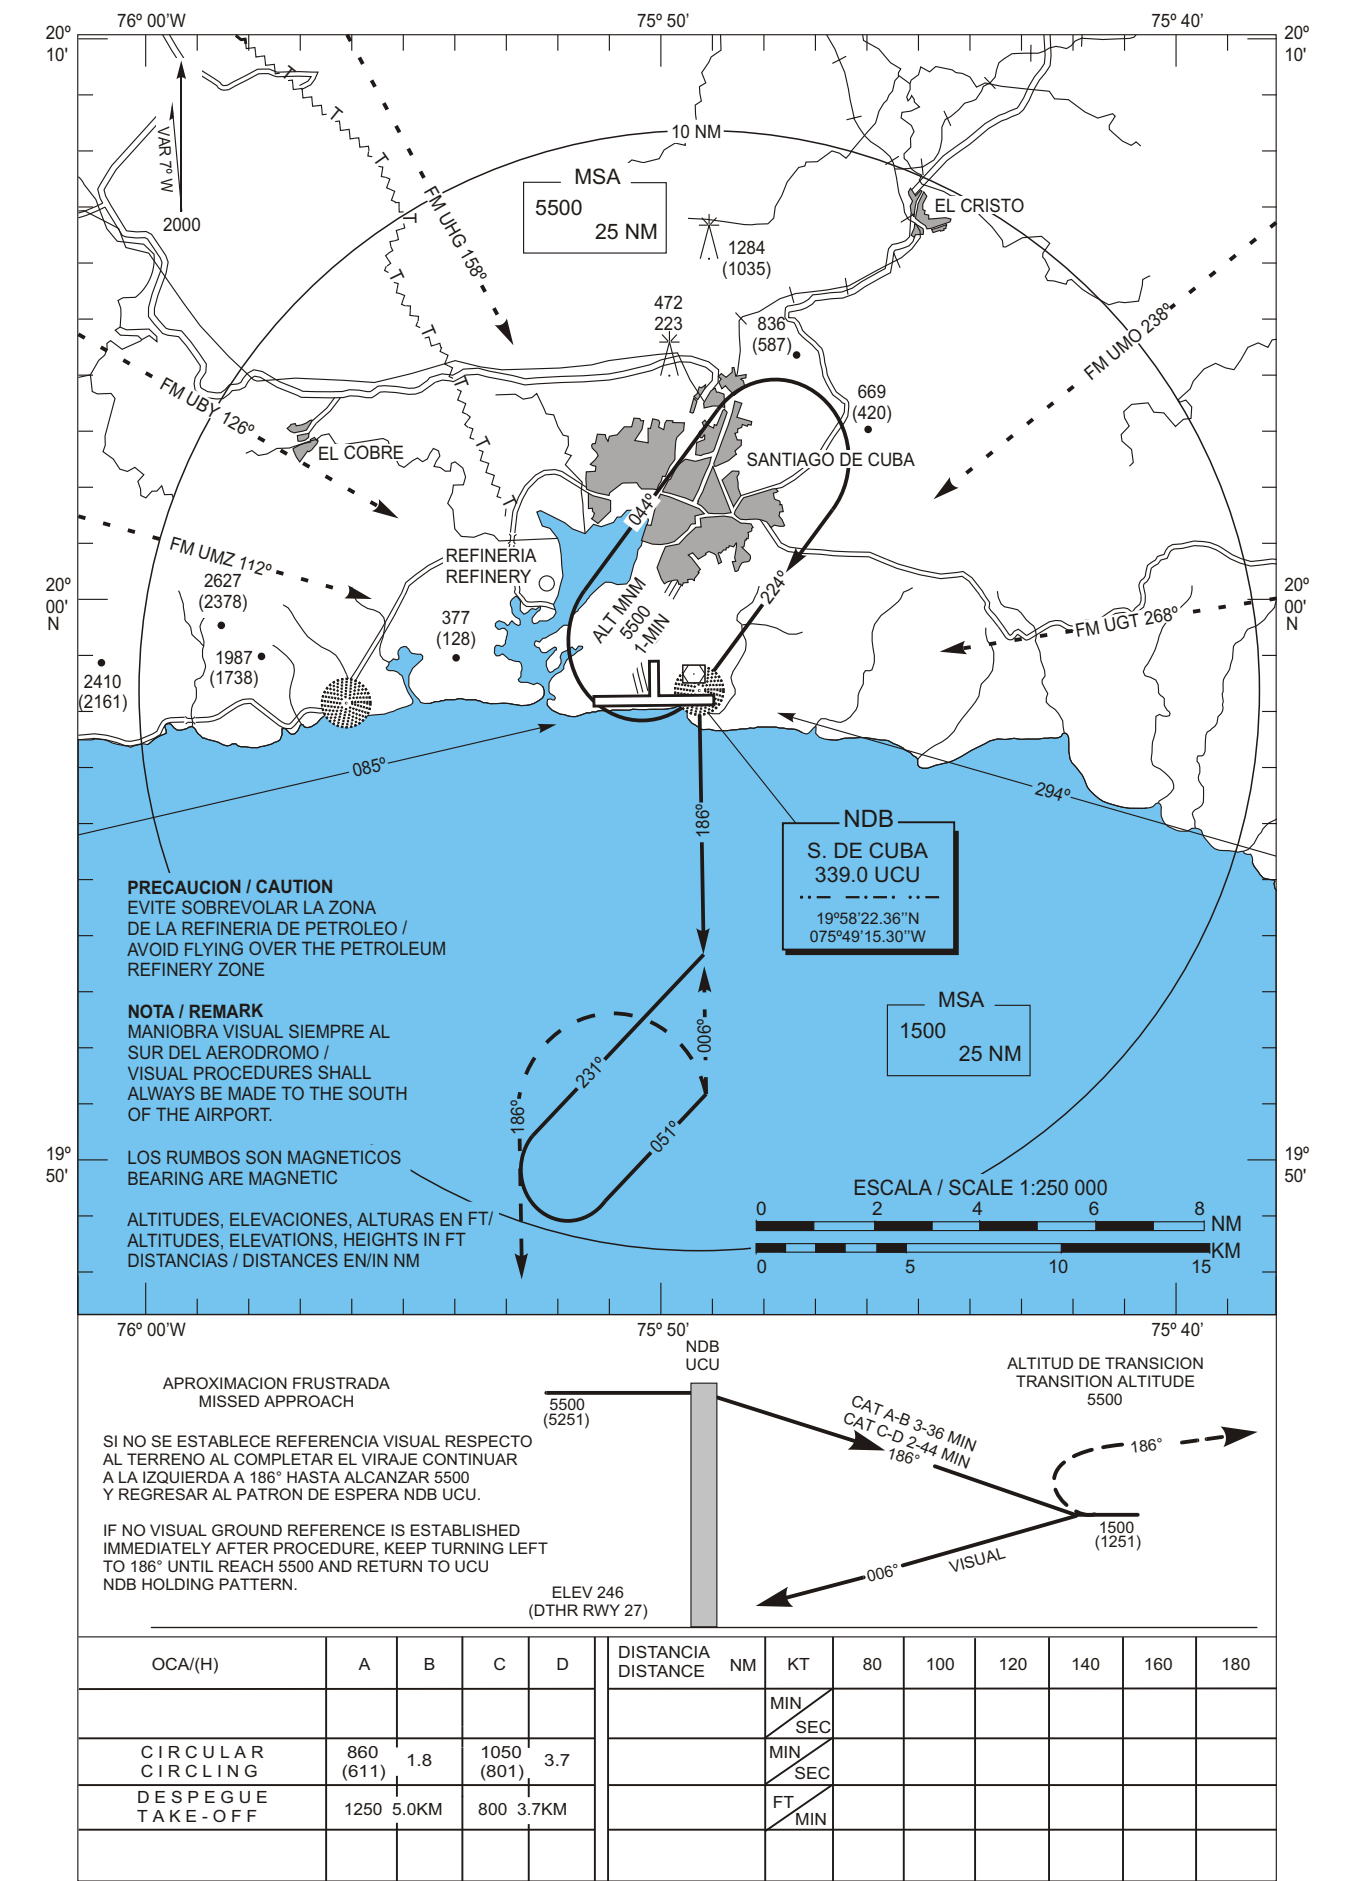 76º 00'W
75º 50'
75º 40'
20º
10'
20º
10'
VAR 7º W
2000
10 NM
MSA
5500
25 NM
FM UHG 158º
EL CRISTO
1284
(1035)
472
223
836
(587)
FM UMO 238º
669
(420)
FM UBY 126º
EL COBRE
SANTIAGO DE CUBA
044º
FM UMZ 112º
2627
(2378)
REFINERIA
REFINERY
224º
20º
00'
N
20º
00'
N
ALT MNM
5500
1-MIN
377
(128)
FM UGT 268º
1987
(1738)
2410
(2161)
085º
294º
186º
NDB
S. DE CUBA
339.0 UCU
19º58'22.36"N
075º49'15.30"W
PRECAUCION / CAUTION
EVITE SOBREVOLAR LA ZONA
DE LA REFINERIA DE PETROLEO /
AVOID FLYING OVER THE PETROLEUM
REFINERY ZONE
NOTA / REMARK
MANIOBRA VISUAL SIEMPRE AL
SUR DEL AERODROMO /
VISUAL PROCEDURES SHALL
ALWAYS BE MADE TO THE SOUTH
OF THE AIRPORT.
MSA
1500
25 NM
006º
231º
186º
051º
19º
50'
19º
50'
LOS RUMBOS SON MAGNETICOS
BEARING ARE MAGNETIC
ALTITUDES, ELEVACIONES, ALTURAS EN FT/
ALTITUDES, ELEVATIONS, HEIGHTS IN FT
DISTANCIAS / DISTANCES EN/IN NM
ESCALA / SCALE 1:250 000
0 2 4 6 8
NM
KM
0 5 10 15
76º 00'W
75º 50'
75º 40'
NDB
UCU
APROXIMACION FRUSTRADA
MISSED APPROACH
ALTITUD DE TRANSICION
TRANSITION ALTITUDE
5500
5500
(5251)
CAT A-B 3-36 MIN
CAT C-D 2-44 MIN
186°
186°
SI NO SE ESTABLECE REFERENCIA VISUAL RESPECTO
AL TERRENO AL COMPLETAR EL VIRAJE CONTINUAR
A LA IZQUIERDA A 186° HASTA ALCANZAR 5500
Y REGRESAR AL PATRON DE ESPERA NDB UCU.
IF NO VISUAL GROUND REFERENCE IS ESTABLISHED
IMMEDIATELY AFTER PROCEDURE, KEEP TURNING LEFT
TO 186° UNTIL REACH 5500 AND RETURN TO UCU
NDB HOLDING PATTERN.
1500
(1251)
006°
VISUAL
ELEV 246
(DTHR RWY 27)
OCA/(H) A B C D
DISTANCIA
DISTANCE NM KT 80 100 120 140 160 180
MIN
SEC
CIRCULAR
CIRCLING
860
(611)
1.8
1050
(801)
3.7
MIN
SEC
DESPEGUE
TAKE-OFF
1250 5.0KM 800 3.7KM
FT
MIN